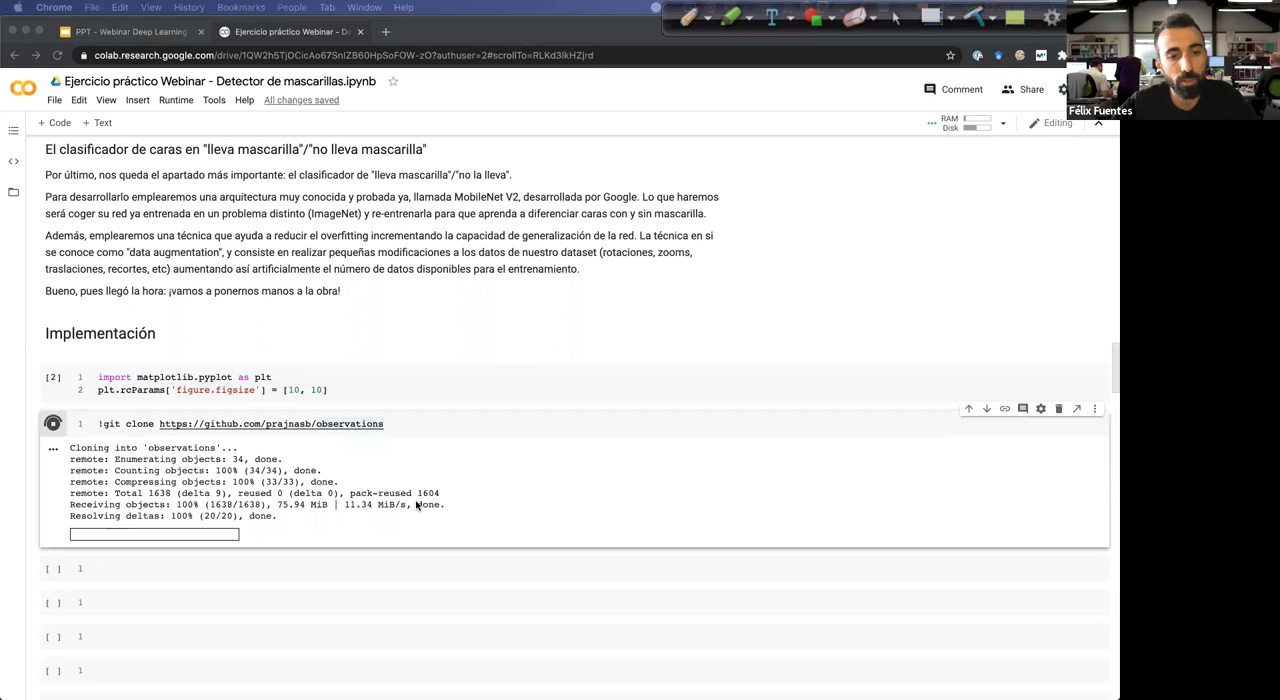 Chrome File Edit View History Bookmarks People Tab Window Help
PPT - Webinar Deep Learning
Ejercicio práctico Webinar - De
colab.research.google.com/drive/1QW2h5TjOCicAo67SnIZB60HpSoFOW-zO?authuser=2#scrollTo=RLKd3IkHZjrd
Félix Fuentes
Ejercicio práctico Webinar - Detector de mascarillas.ipynb
File Edit View Insert Runtime Tools Help All changes saved
Comment Share
+ Code + Text
RAM
Disk
Editing
El clasificador de caras en "lleva mascarilla"/"no lleva mascarilla"
Por último, nos queda el apartado más importante: el clasificador de "lleva mascarilla"/"no la lleva".
Para desarrollarlo emplearemos una arquitectura muy conocida y probada ya, llamada MobileNet V2, desarrollada por Google. Lo que haremos
será coger su red ya entrenada en un problema distinto (ImageNet) y re-entrenarla para que aprenda a diferenciar caras con y sin mascarilla.
Además, emplearemos una técnica que ayuda a reducir el overfitting incrementando la capacidad de generalización de la red. La técnica en si
se conoce como "data augmentation", y consiste en realizar pequeñas modificaciones a los datos de nuestro dataset (rotaciones, zooms,
traslaciones, recortes, etc) aumentando así artificialmente el número de datos disponibles para el entrenamiento.
Bueno, pues llegó la hora: ¡vamos a ponernos manos a la obra!
Implementación
[2] 1 import matplotlib.pyplot as plt
2 plt.rcParams['figure.figsize'] = [10, 10]
1 !git clone https://github.com/prajnasb/observations
Cloning into 'observations'...
remote: Enumerating objects: 34, done.
remote: Counting objects: 100% (34/34), done.
remote: Compressing objects: 100% (33/33), done.
remote: Total 1638 (delta 9), reused 0 (delta 0), pack-reused 1604
Receiving objects: 100% (1638/1638), 75.94 MiB | 11.34 MiB/s, done.
Resolving deltas: 100% (20/20), done.
[ ] 1
[ ] 1
[ ] 1
[ ] 1